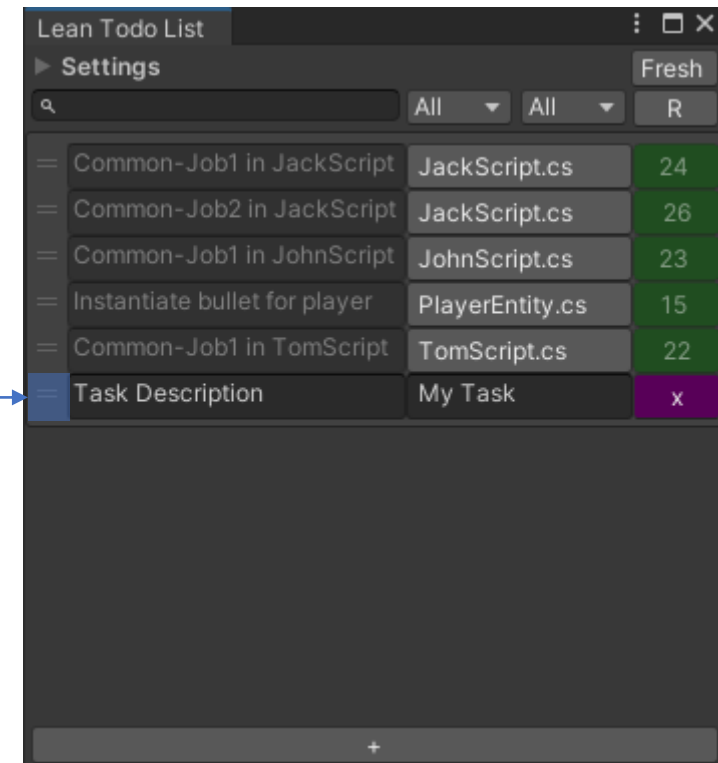 Lean Todo List
Settings Fresh
All All R
Common-Job1 in JackScript JackScript.cs 24
Common-Job2 in JackScript JackScript.cs 26
Common-Job1 in JohnScript JohnScript.cs 23
Instantiate bullet for player PlayerEntity.cs 15
Common-Job1 in TomScript TomScript.cs 22
Task Description My Task x
+